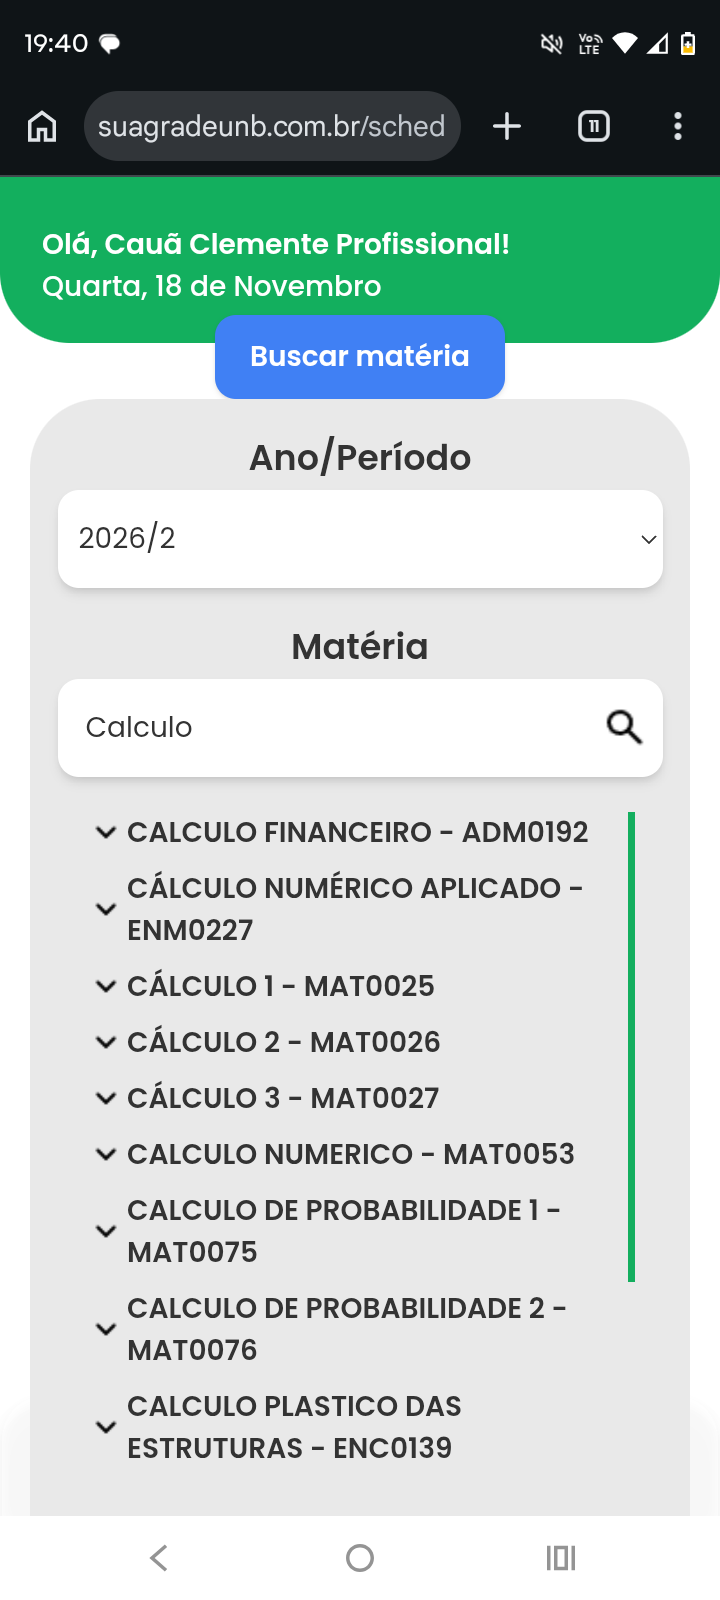 19:40
Vo LTE
suagradeunb.com.br/sched
11
Olá, Cauã Clemente Profissional!
Quarta, 18 de Novembro
Buscar matéria
Ano/Período
2026/2
Matéria
Calculo
CALCULO FINANCEIRO - ADM0192
CÁLCULO NUMÉRICO APLICADO -
ENM0227
CÁLCULO 1 - MAT0025
CÁLCULO 2 - MAT0026
CÁLCULO 3 - MAT0027
CALCULO NUMERICO - MAT0053
CALCULO DE PROBABILIDADE 1 -
MAT0075
CALCULO DE PROBABILIDADE 2 -
MAT0076
CALCULO PLASTICO DAS
ESTRUTURAS - ENC0139